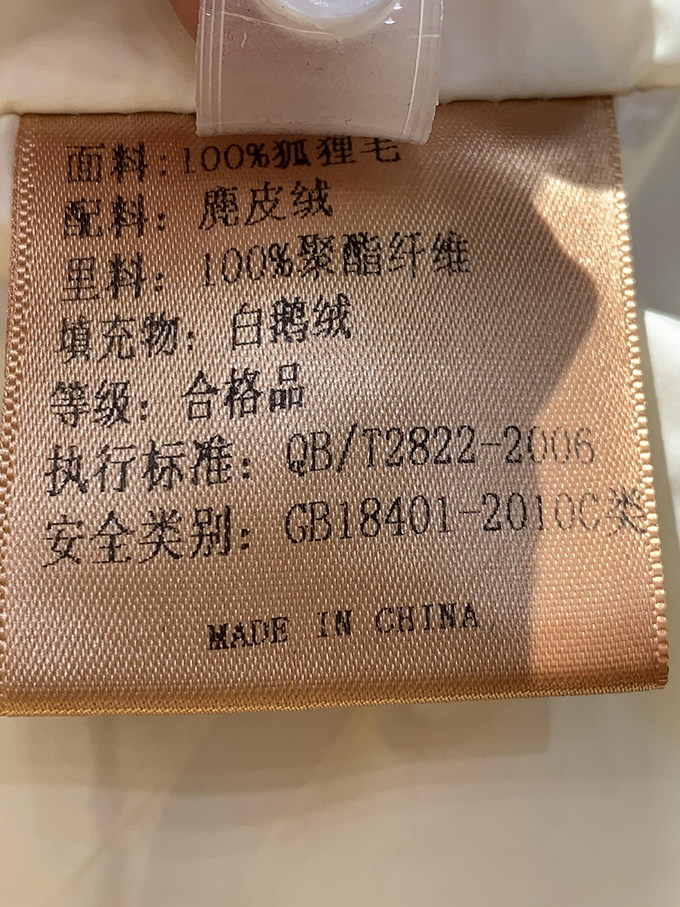 面料:100%狐狸毛
配料: 麂皮绒
里料: 100%聚酯纤维
填充物: 白鹅绒
等级: 合格品
执行标准: QB/T2822-2006
安全类别: GB18401-2010C类
MADE IN CHINA